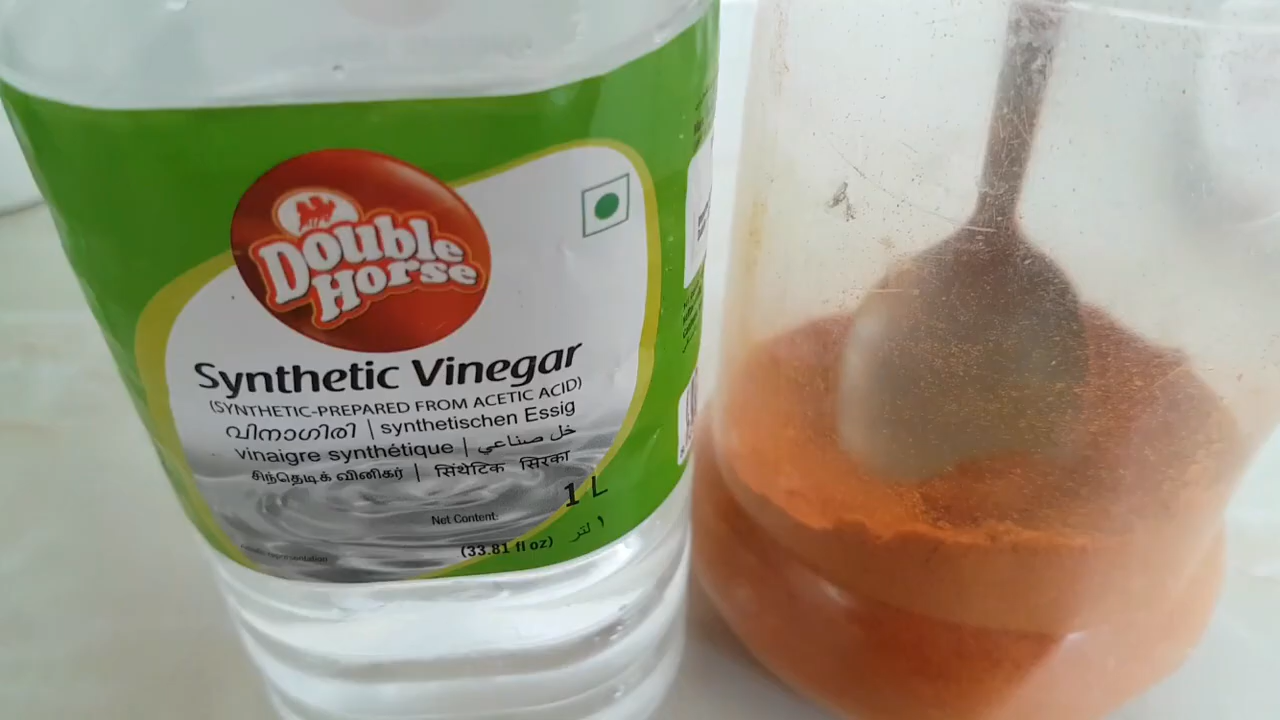 Double
Horse
Synthetic Vinegar
(SYNTHETIC-PREPARED FROM ACETIC ACID)
വിനാഗിരി | synthetischen Essig
vinaigre synthétique | خل صناعي
சிந்தெடிக் வினிகர் | सिंथेटिक सिरका
Net Content: 1 L
(33.81 fl oz) ١ لتر